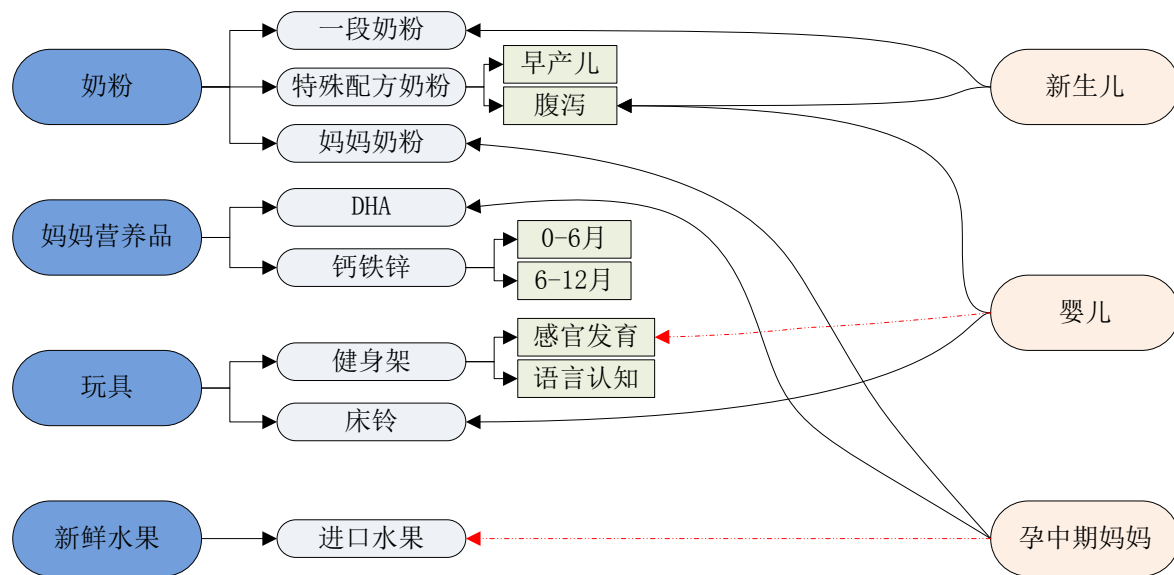 一段奶粉
奶粉
特殊配方奶粉
早产儿
腹泻
新生儿
妈妈奶粉
妈妈营养品
DHA
钙铁锌
0-6月
6-12月
婴儿
玩具
健身架
感官发育
语言认知
床铃
新鲜水果
进口水果
孕中期妈妈